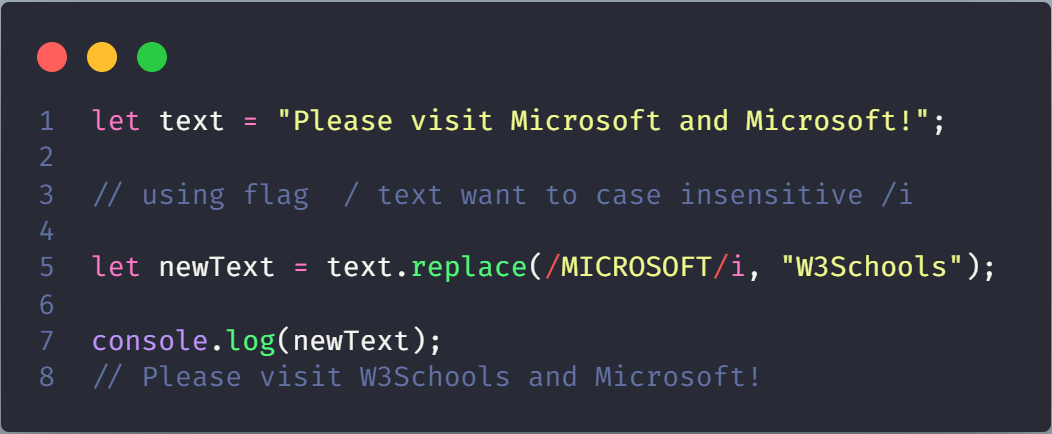 1 let text = "Please visit Microsoft and Microsoft!";
2
3 // using flag  / text want to case insensitive /i
4
5 let newText = text.replace(/MICROSOFT/i, "W3Schools");
6
7 console.log(newText);
8 // Please visit W3Schools and Microsoft!